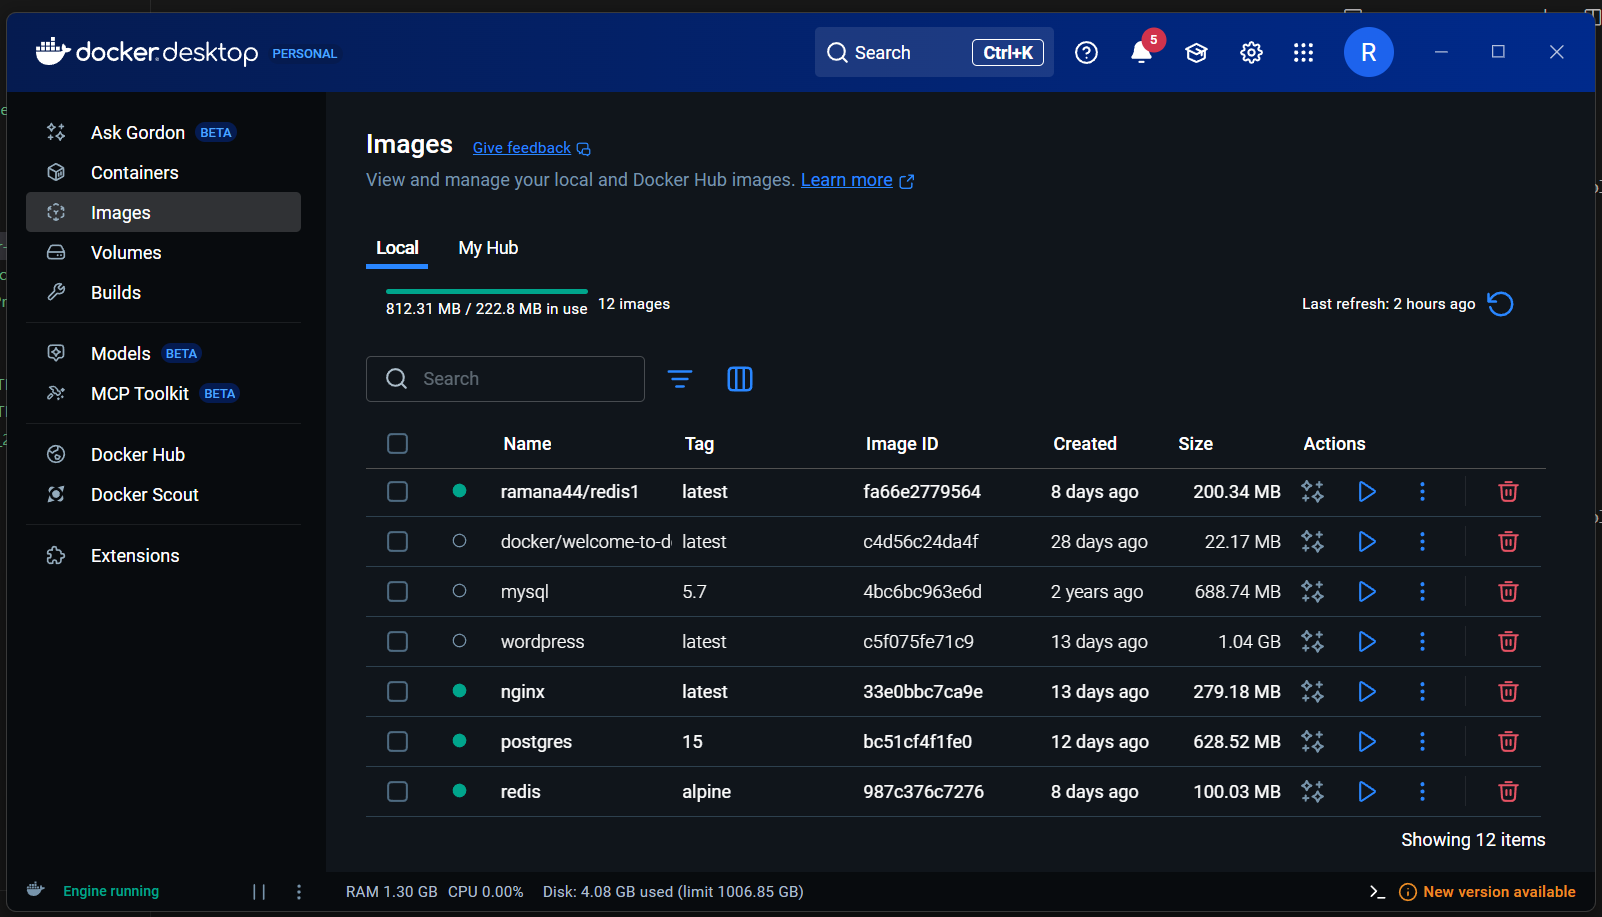 docker.desktop PERSONAL
Search Ctrl+K
5
R
Ask Gordon BETA
Containers
Images
Volumes
Builds
Models BETA
MCP Toolkit BETA
Docker Hub
Docker Scout
Extensions
Images Give feedback
View and manage your local and Docker Hub images. Learn more
Local My Hub
812.31 MB / 222.8 MB in use 12 images
Last refresh: 2 hours ago
Search
Name Tag Image ID Created Size Actions
ramana44/redis1 latest fa66e2779564 8 days ago 200.34 MB
docker/welcome-to-d latest c4d56c24da4f 28 days ago 22.17 MB
mysql 5.7 4bc6bc963e6d 2 years ago 688.74 MB
wordpress latest c5f075fe71c9 13 days ago 1.04 GB
nginx latest 33e0bbc7ca9e 13 days ago 279.18 MB
postgres 15 bc51cf4f1fe0 12 days ago 628.52 MB
redis alpine 987c376c7276 8 days ago 100.03 MB
Showing 12 items
Engine running
RAM 1.30 GB CPU 0.00% Disk: 4.08 GB used (limit 1006.85 GB)
New version available